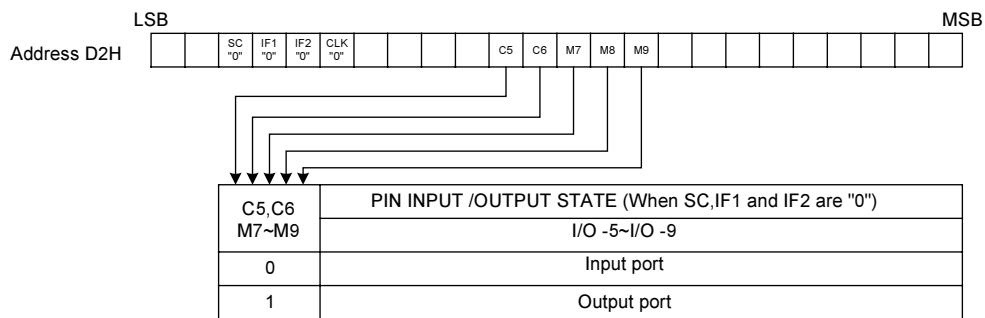 LSB MSB
Address D2H
SC IF1 IF2 CLK C5 C6 M7 M8 M9
"0" "0" "0" "0"
C5,C6 PIN INPUT /OUTPUT STATE (When SC,IF1 and IF2 are "0")
M7~M9 I/O -5~I/O -9
0 Input port
1 Output port